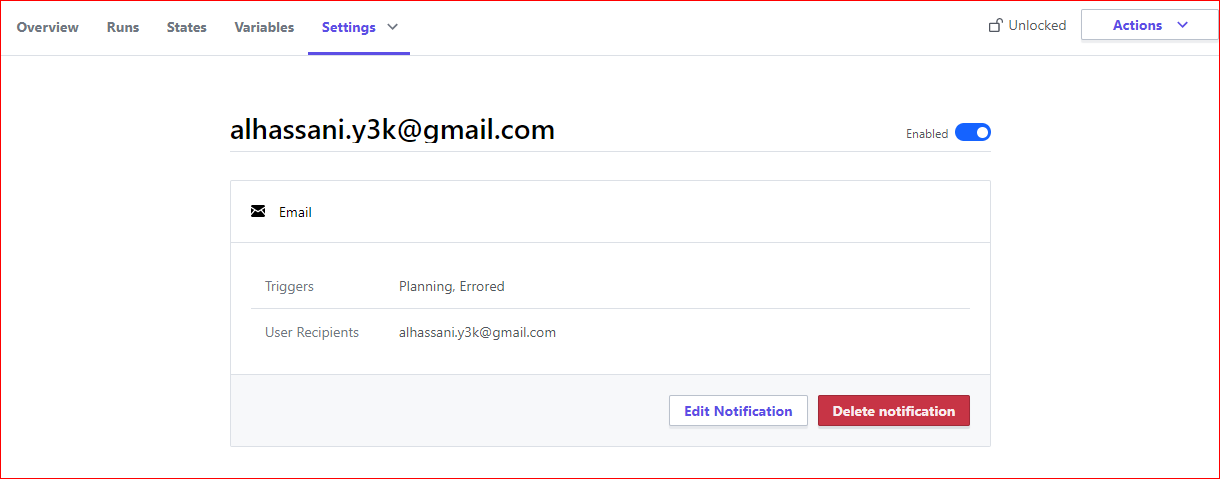 Overview Runs States Variables Settings Unlocked Actions
alhassani.y3k@gmail.com Enabled
Email
Triggers Planning, Errored
User Recipients alhassani.y3k@gmail.com
Edit Notification Delete notification